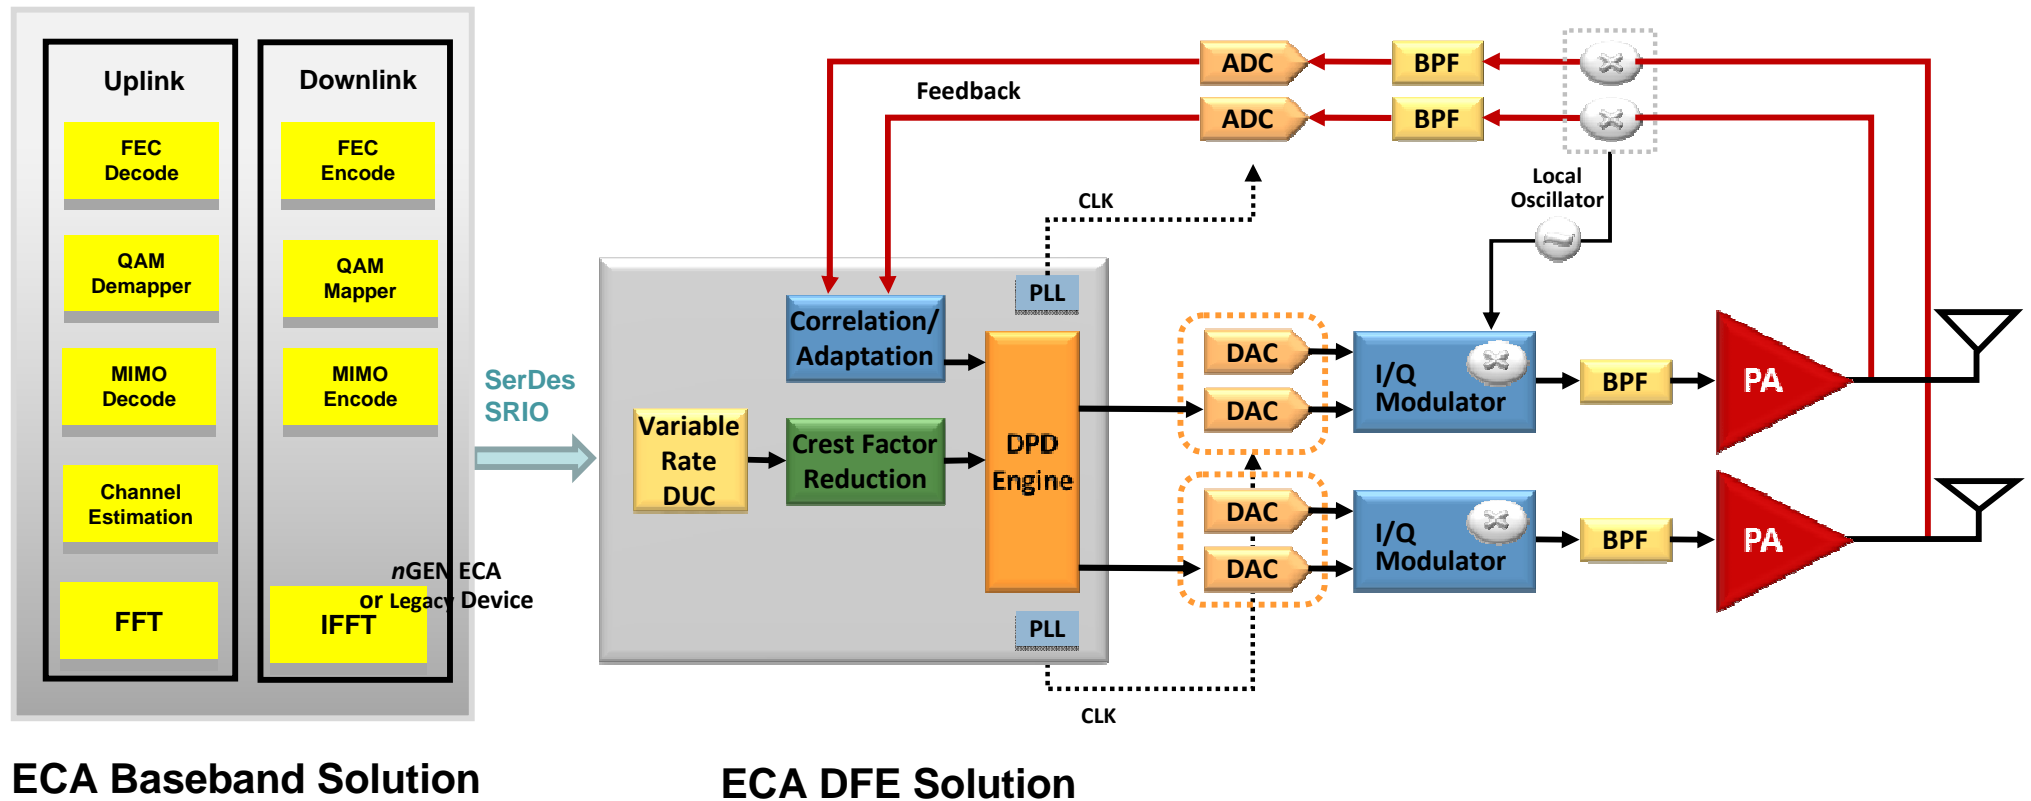 Uplink
FEC
Decode
QAM
Demapper
MIMO
Decode
Channel
Estimation
FFT
Downlink
FEC
Encode
QAM
Mapper
MIMO
Encode
IFFT
nGEN ECA
or Legacy Device
SerDes
SRIO
Feedback
ADC
BPF
ADC
BPF
CLK
Local
Oscillator
PLL
Correlation/
Adaptation
Variable
Rate
DUC
Crest Factor
Reduction
DPD
Engine
PLL
CLK
DAC
DAC
I/Q
Modulator
BPF
PA
DAC
DAC
I/Q
Modulator
BPF
PA
ECA Baseband Solution
ECA DFE Solution